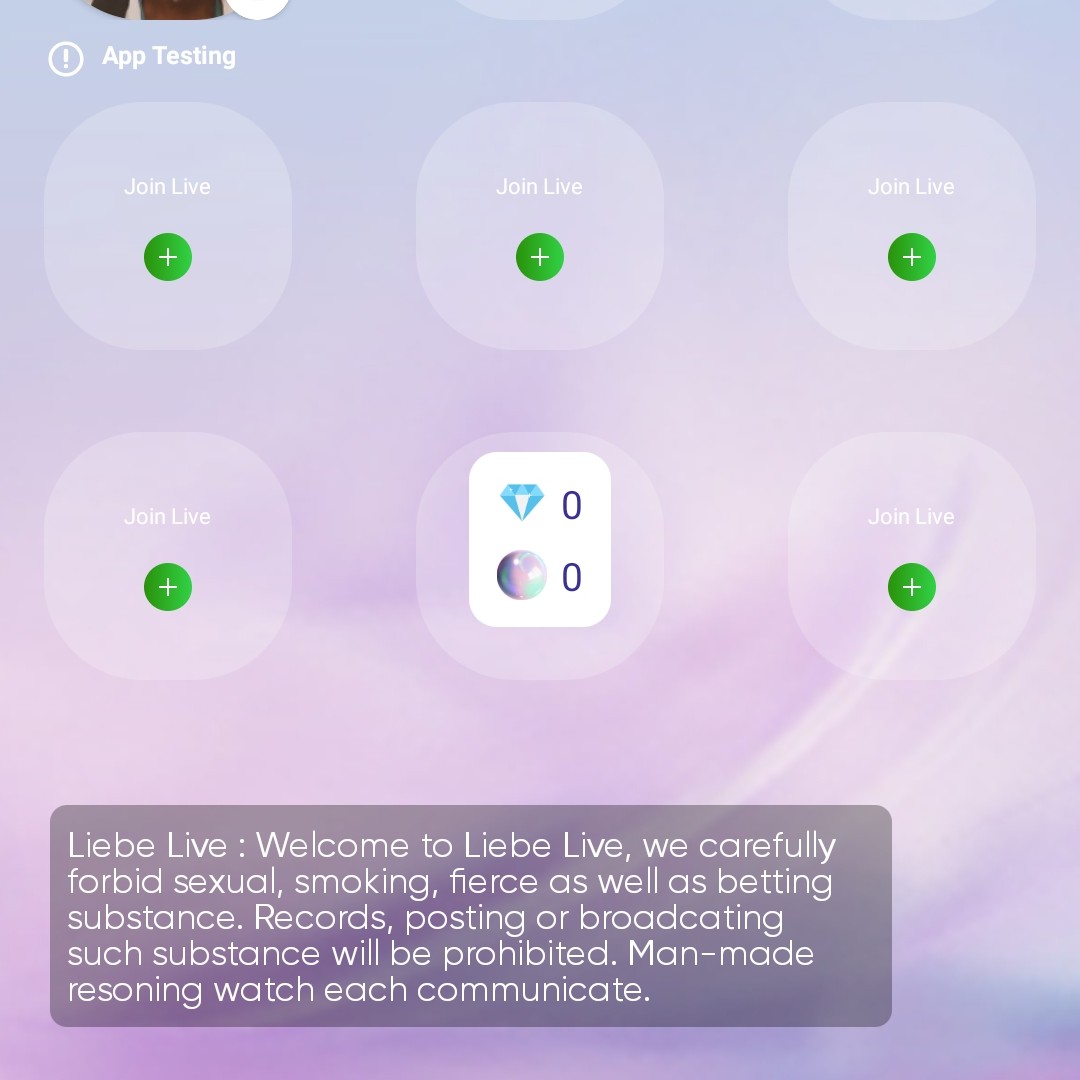 App Testing
Join Live Join Live Join Live
Join Live 0 Join Live
0
Liebe Live : Welcome to Liebe Live, we carefully
forbid sexual, smoking, fierce as well as betting
substance. Records, posting or broadcating
such substance will be prohibited. Man-made
resoning watch each communicate.